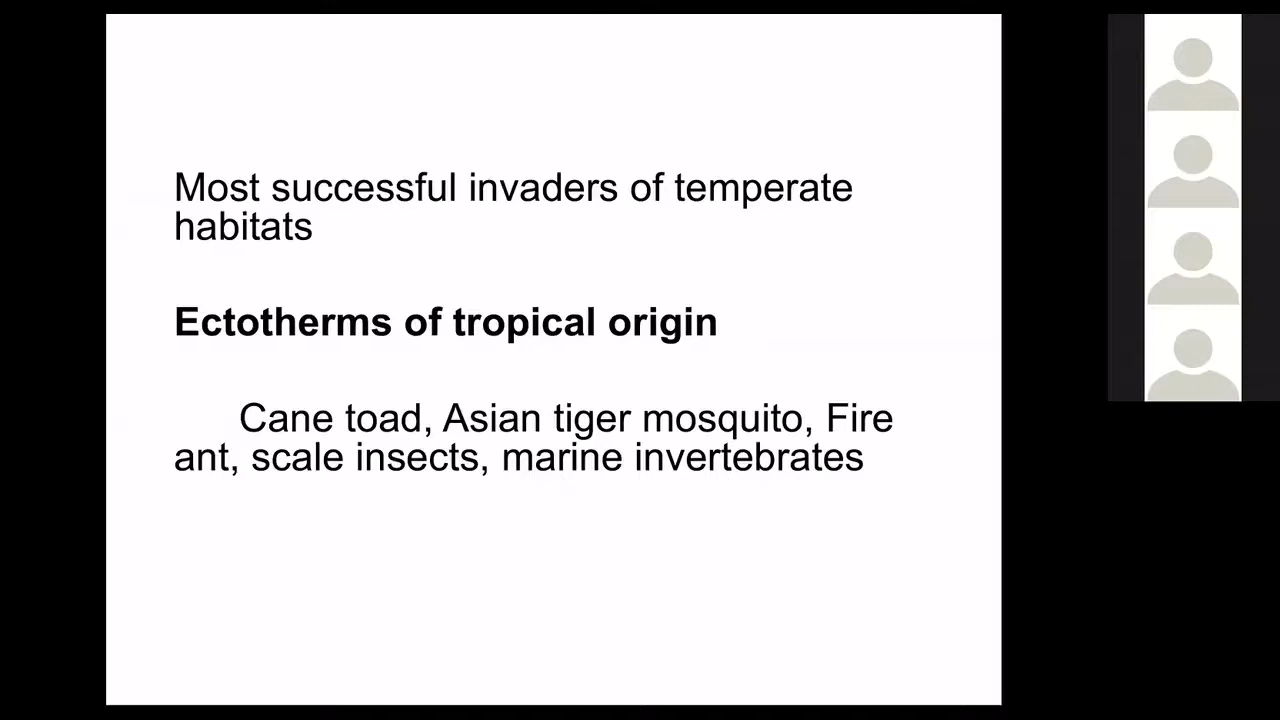 Most successful invaders of temperate
habitats
Ectotherms of tropical origin
Cane toad, Asian tiger mosquito, Fire
ant, scale insects, marine invertebrates